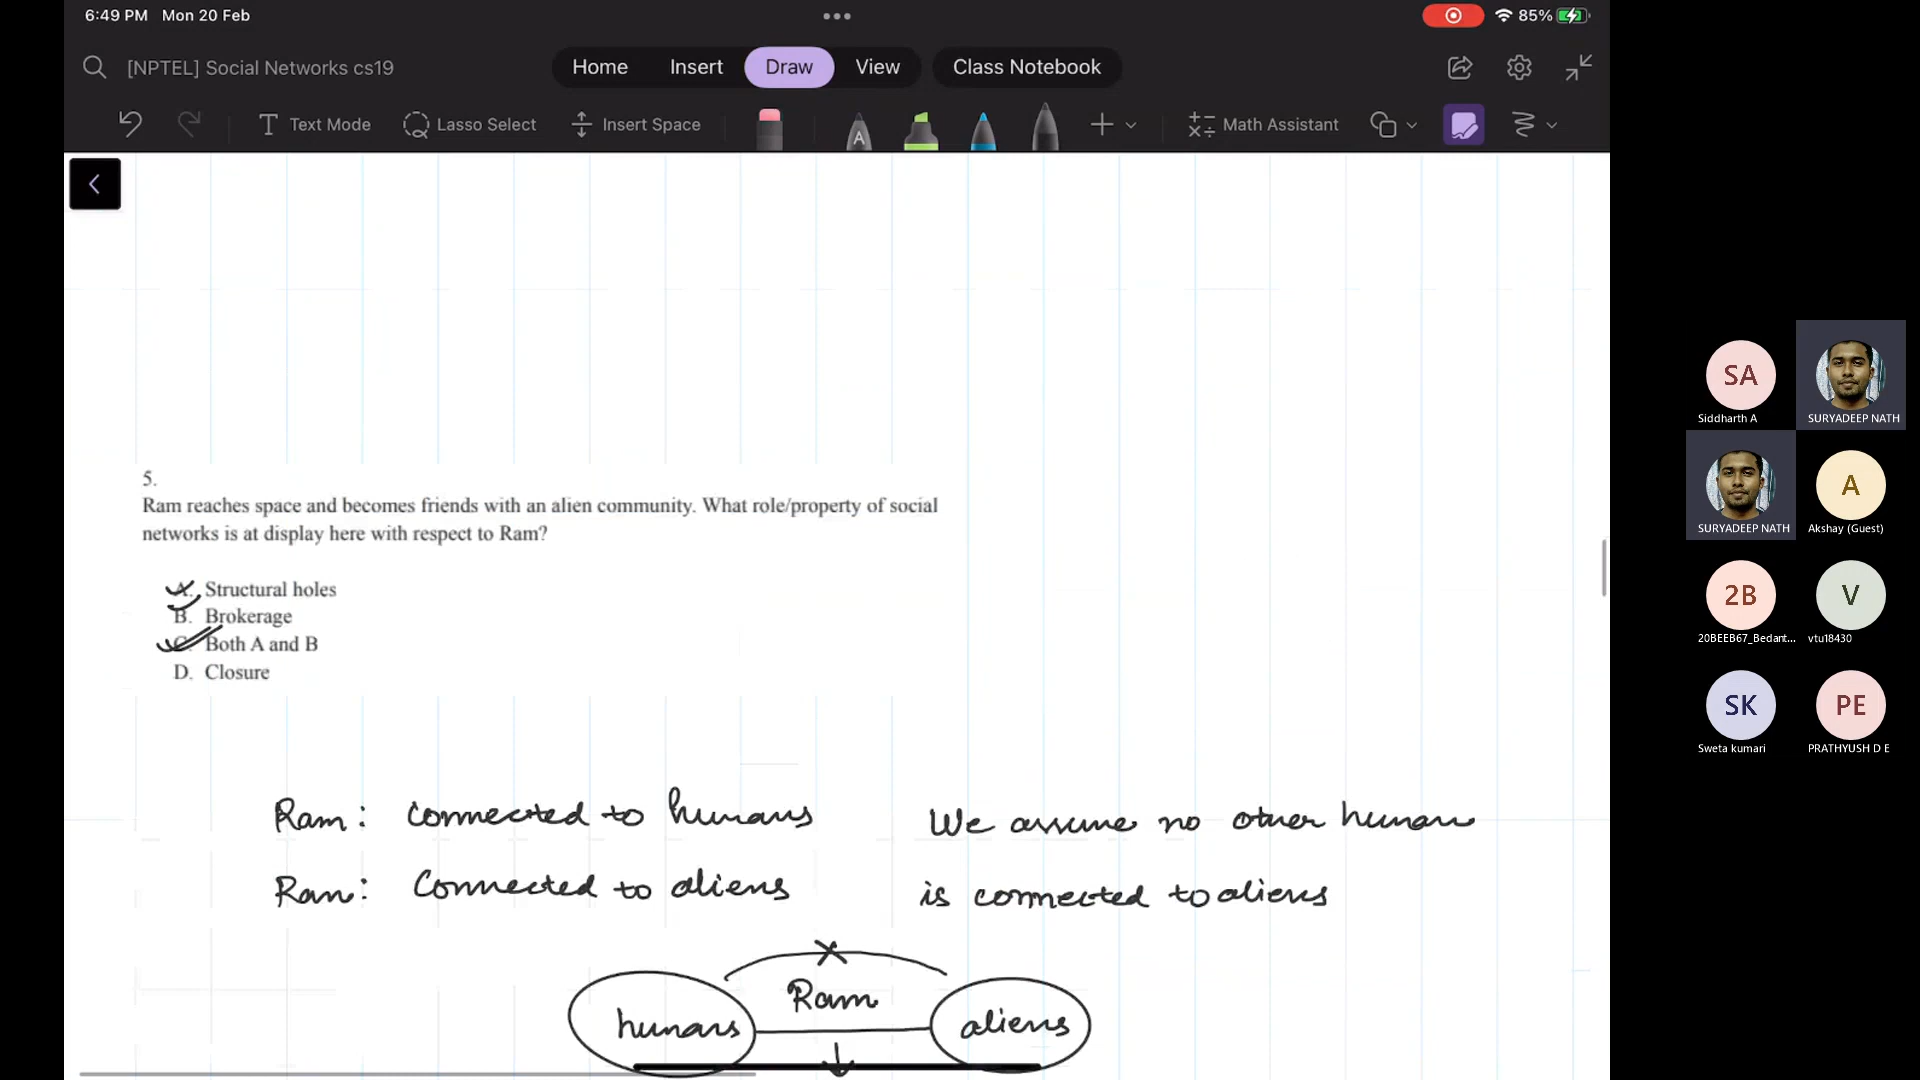 6:49 PM Mon 20 Feb
85%
[NPTEL] Social Networks cs19
Home Insert Draw View Class Notebook
Text Mode Lasso Select Insert Space A Math Assistant
5.
Ram reaches space and becomes friends with an alien community. What role/property of social
networks is at display here with respect to Ram?
A. Structural holes
B. Brokerage
C. Both A and B
D. Closure
Ram: Connected to humans
We assume no other human
Ram: Connected to aliens
is connected to aliens
Ram
humans
aliens
SA
Siddharth A
SURYADEEP NATH
SURYADEEP NATH
A
Akshay (Guest)
2B
20BEEB67_Bedant...
V
vtu18430
SK
Sweta kumari
PE
PRATHYUSH D E